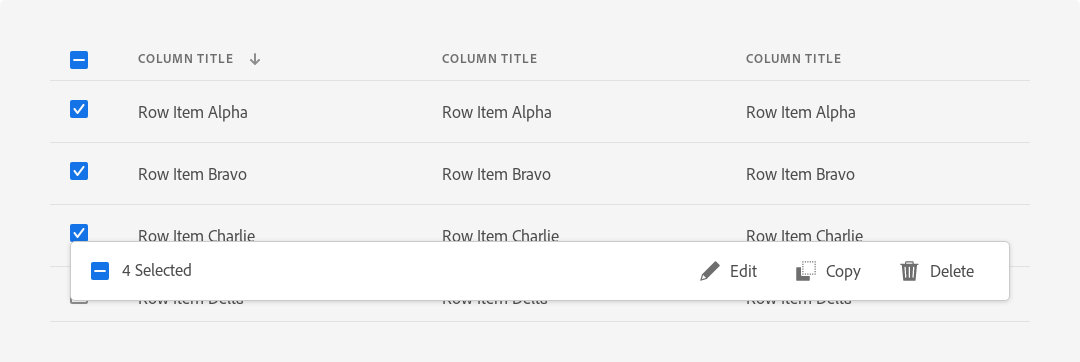 COLUMN TITLE COLUMN TITLE COLUMN TITLE
Row Item Alpha Row Item Alpha Row Item Alpha
Row Item Bravo Row Item Bravo Row Item Bravo
Row Item Charlie Row Item Charlie Row Item Charlie
4 Selected Edit Copy Delete
Row Item Delta Row Item Delta Row Item Delta